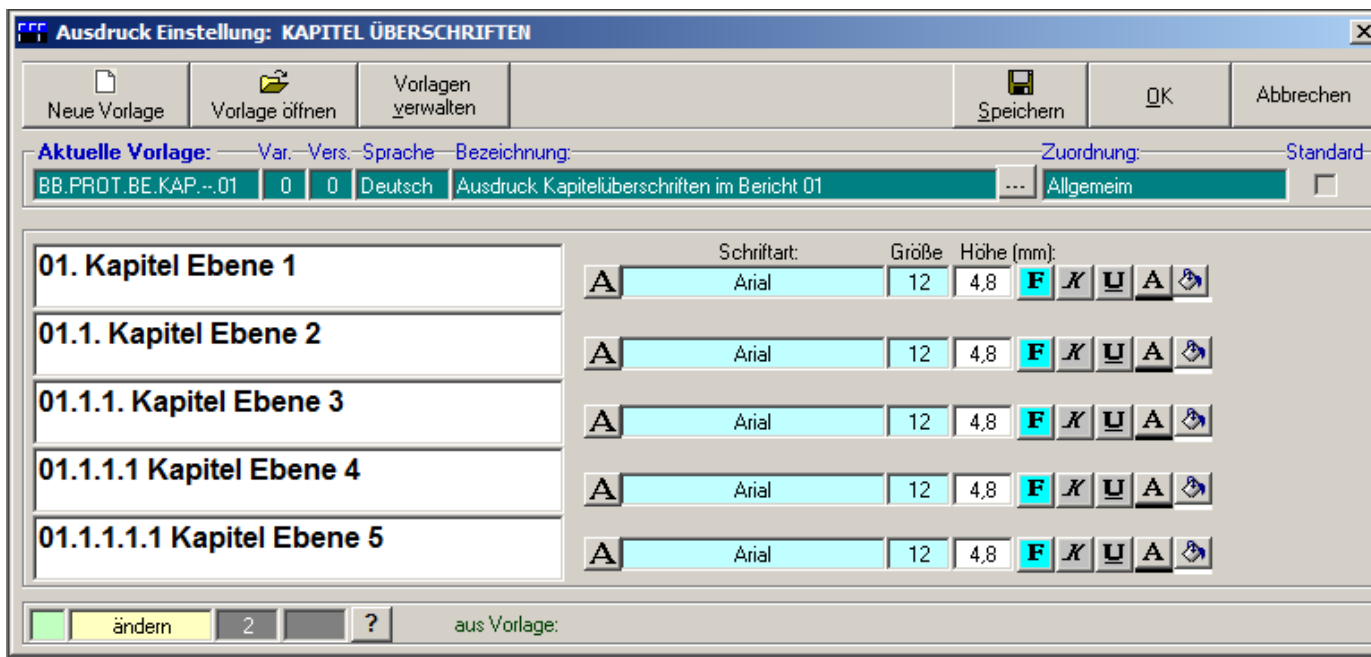 Ausdruck Einstellung: KAPITEL ÜBERSCHRIFTEN
Neue Vorlage Vorlage öffnen Vorlagen verwalten Speichern OK Abbrechen
Aktuelle Vorlage: Var. Vers. Sprache Bezeichnung: Zuordnung: Standard
BB.PROT.BE.KAP.--.01 0 0 Deutsch Ausdruck Kapitelüberschriften im Bericht 01 ... Allgemeim
Schriftart: Größe Höhe (mm):
01. Kapitel Ebene 1 A Arial 12 4,8 F K U A
01.1. Kapitel Ebene 2 A Arial 12 4,8 F K U A
01.1.1. Kapitel Ebene 3 A Arial 12 4,8 F K U A
01.1.1.1 Kapitel Ebene 4 A Arial 12 4,8 F K U A
01.1.1.1.1 Kapitel Ebene 5 A Arial 12 4,8 F K U A
ändern 2 ? aus Vorlage: